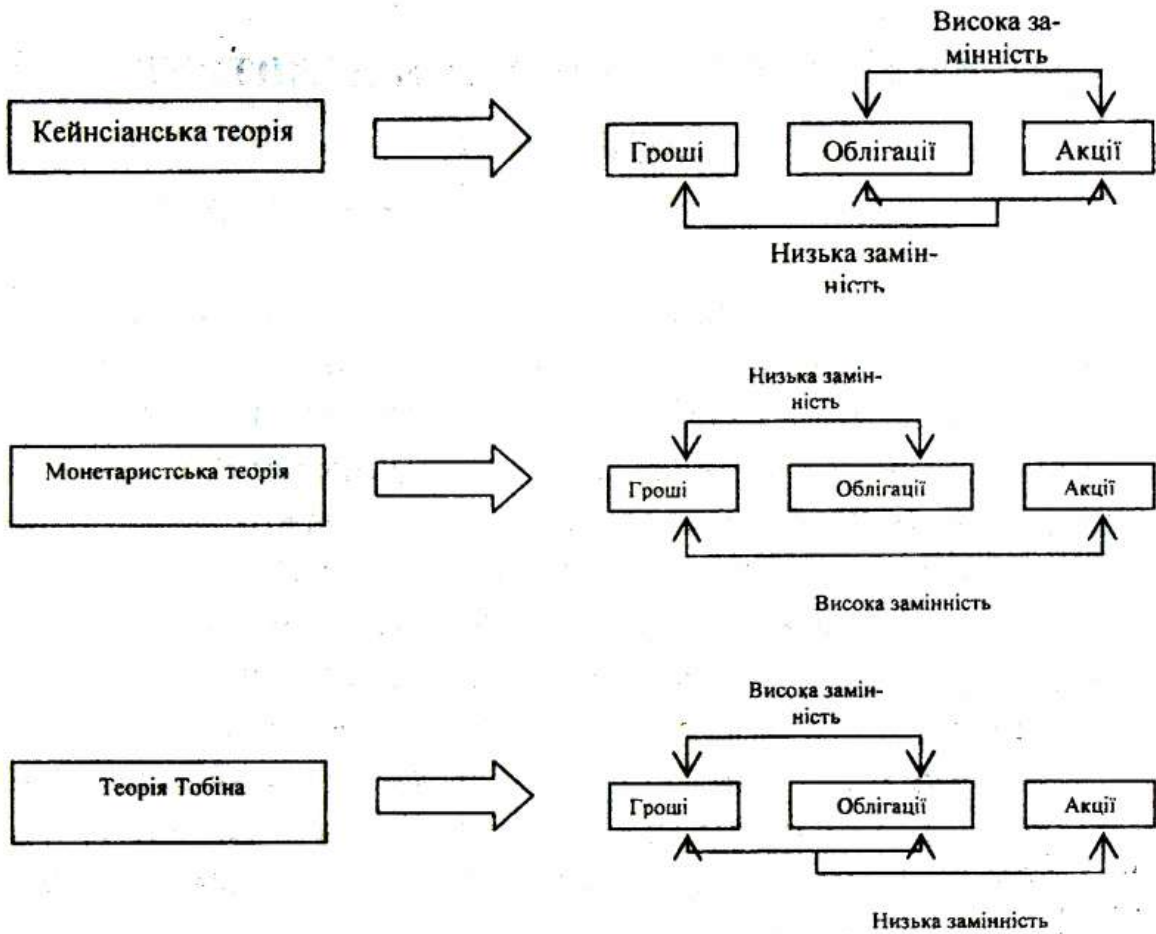 Висока за-
мінність
Кейнсіанська теорія
Гроші
Облігації
Акції
Низька замін-
ність
Низька замін-
ність
Монетаристська теорія
Гроші
Облігації
Акції
Висока замінність
Висока замін-
ність
Теорія Тобіна
Гроші
Облігації
Акції
Низька замінність